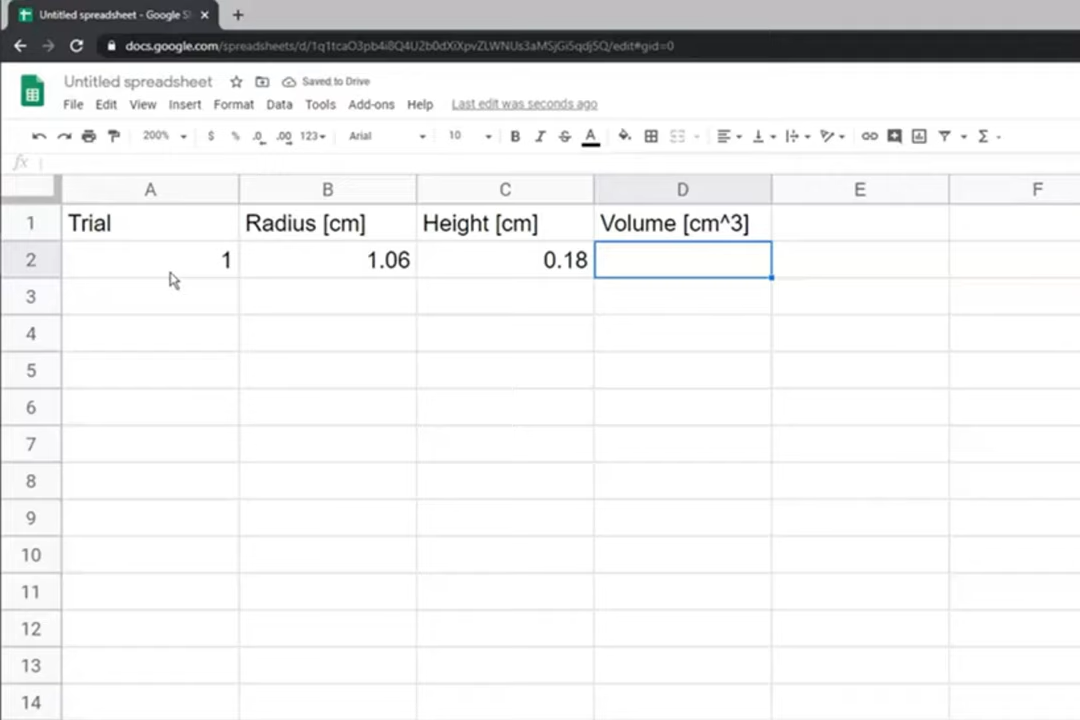 Untitled spreadsheet - Google S
docs.google.com/spreadsheets/d/1q1tcaO3pb4i8Q4U2b0dXiXpvZLWNUs3aMSjGi5qdj5Q/edit#gid=0
Untitled spreadsheet Saved to Drive
File Edit View Insert Format Data Tools Add-ons Help Last edit was seconds ago
200% $ % .0 .00 123 Arial 10 B I S A Σ
fx
A B C D E F
1 Trial Radius [cm] Height [cm] Volume [cm^3]
2 1 1.06 0.18
3
4
5
6
7
8
9
10
11
12
13
14